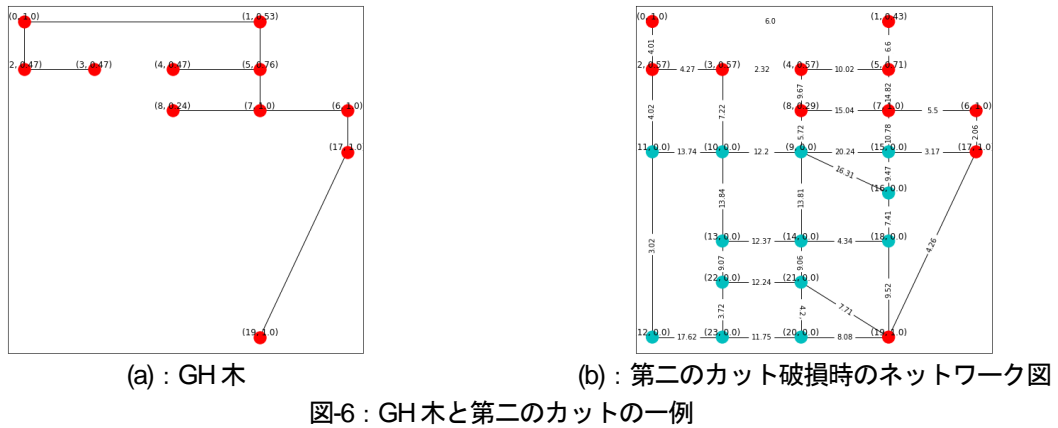 (0, 1.0) (1, 0.53)
2, 0.47) (3, 0.47) (4, 0.47) (5, 0.76)
(8, 0.24) (7, 1.0) (6, 1.0)
(17, 1.0
(19, 1.0)
(0, 1.0) 6.0 (1, 0.43)
4.01 6.6
2, 0.57) 4.27 (3, 0.57) 2.32 (4, 0.57) 10.02 (5, 0.71)
9.67 14.82
4.02 7.22 (8, 0.29) 15.04 (7, 1.0) 5.5 (6, 1.0)
5.72 10.78 2.06
11, 0.0) 13.74 (10, 0.0) 12.2 (9, 0.0) 20.24 (15, 0.0) 3.17 (17, 1.0
16.31 9.47
(16, 0.0)
13.84 13.81 7.41
3.02 (13, 0.0) 12.37 (14, 0.0) 4.34 (18, 0.0) 4.26
9.07 9.06
(22, 0.0) 12.24 (21, 0.0) 9.52
3.72 4.2 7.71
12, 0.0) 17.62 (23, 0.0) 11.75 (20, 0.0) 8.08 (19, 1.0)
(a)：GH 木
(b)：第二のカット破損時のネットワーク図
図-6：GH 木と第二のカットの一例